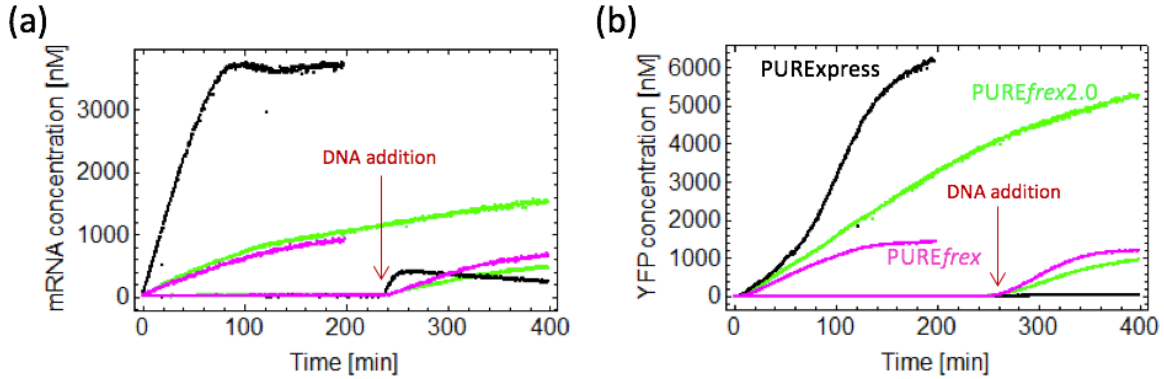 (a)
mRNA concentration [nM]
3000
2000
1000
0
DNA addition
0 100 200 300 400
Time [min]
(b)
YFP concentration [nM]
6000
5000
4000
3000
2000
1000
0
PURExpress
PUREfrex2.0
DNA addition
PUREfrex
0 100 200 300 400
Time [min]